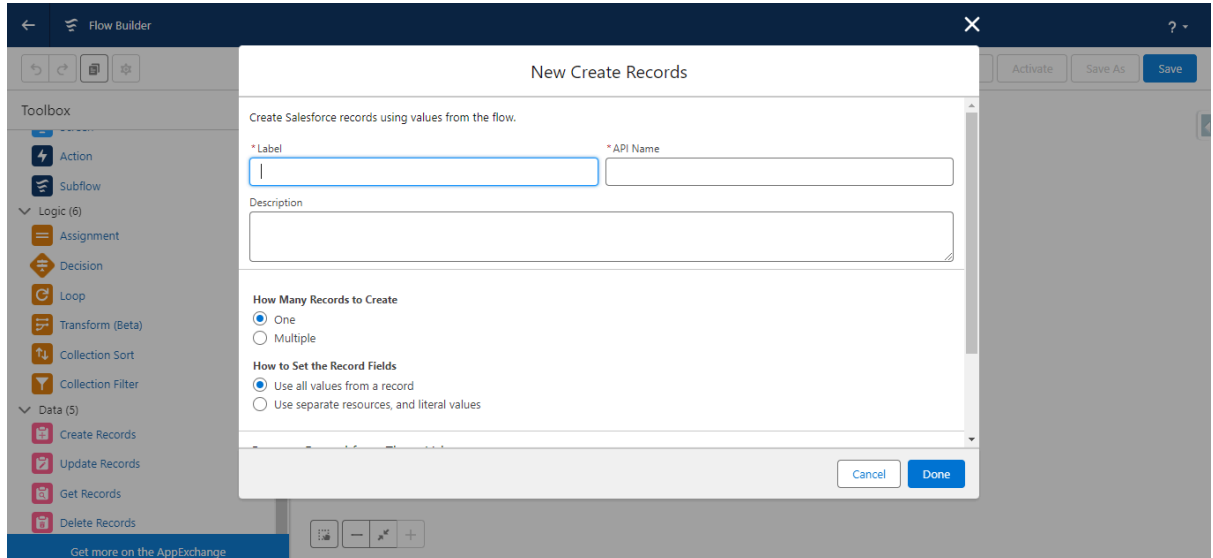 Flow Builder
?
Activate
Save As
Save
New Create Records
Toolbox
Action
Subflow
Logic (6)
Assignment
Decision
Loop
Transform (Beta)
Collection Sort
Collection Filter
Data (5)
Create Records
Update Records
Get Records
Delete Records
Get more on the AppExchange
Create Salesforce records using values from the flow.
*Label
*API Name
Description
How Many Records to Create
One
Multiple
How to Set the Record Fields
Use all values from a record
Use separate resources, and literal values
Cancel
Done